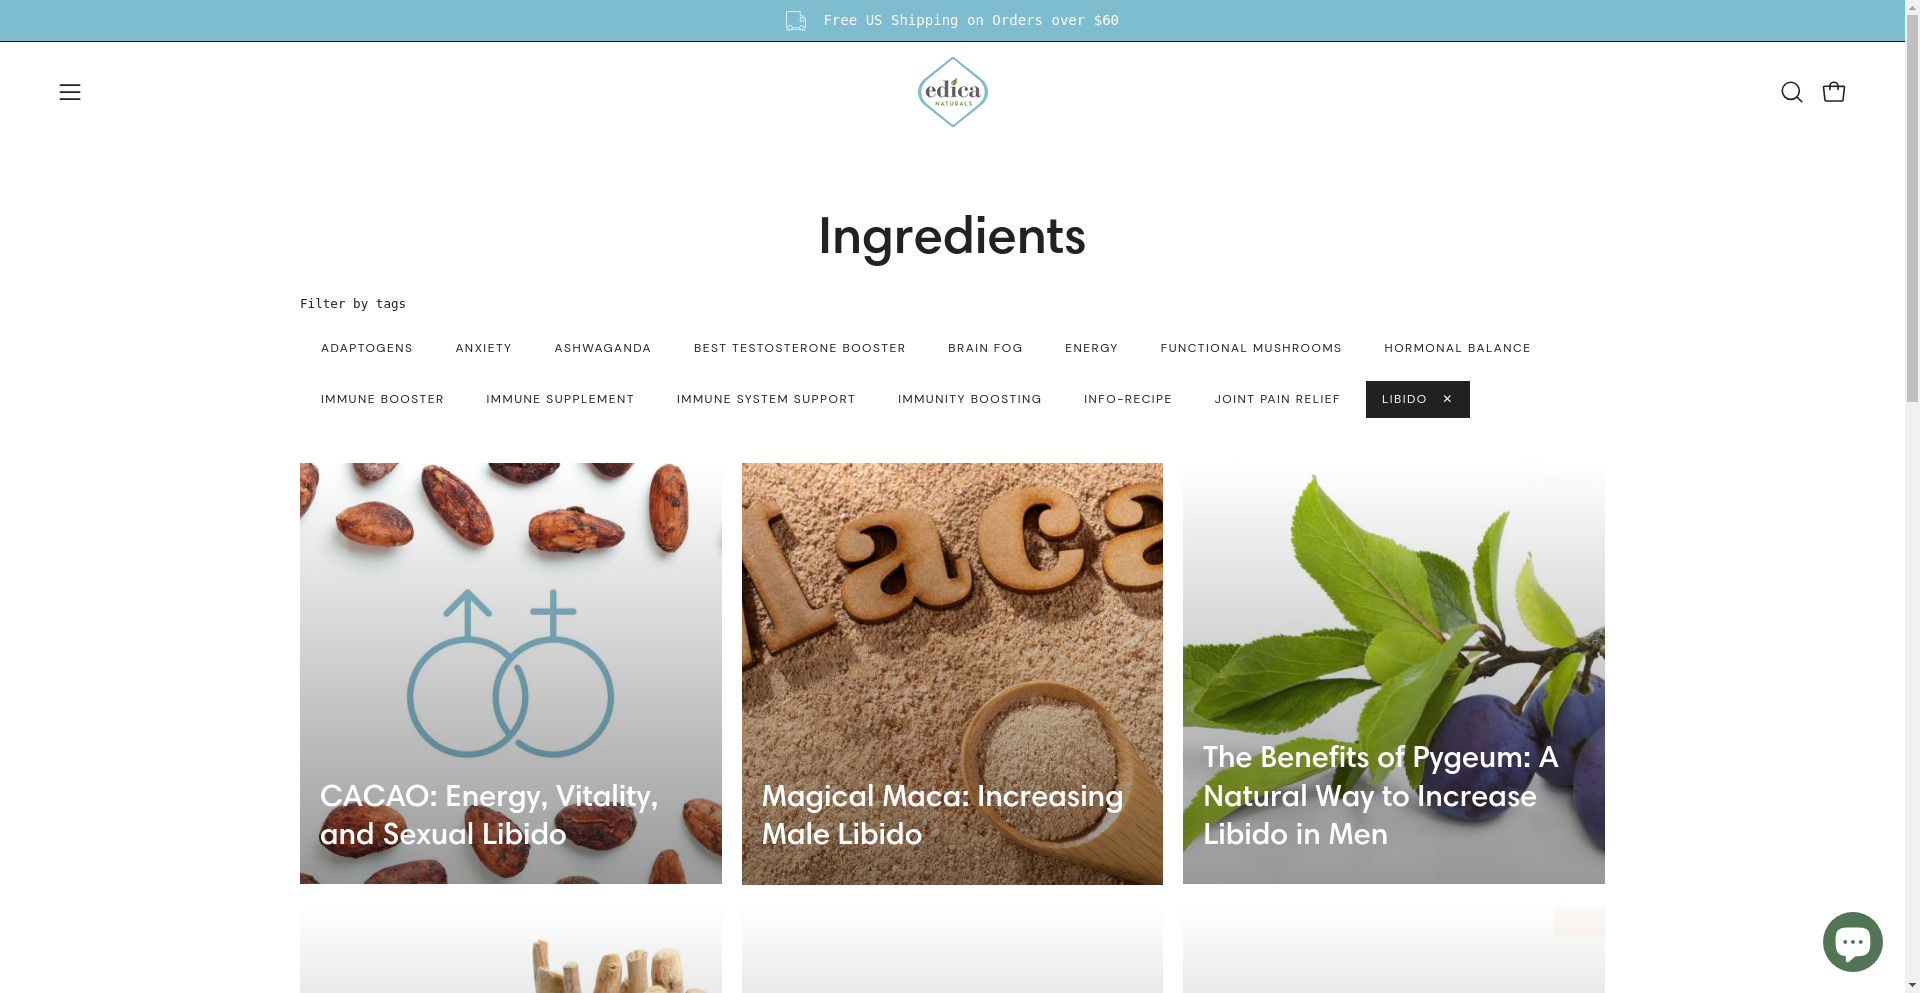 Free US Shipping on Orders over $60
edica
NATURALS
Ingredients
Filter by tags
ADAPTOGENS ANXIETY ASHWAGANDA BEST TESTOSTERONE BOOSTER BRAIN FOG ENERGY FUNCTIONAL MUSHROOMS HORMONAL BALANCE
IMMUNE BOOSTER IMMUNE SUPPLEMENT IMMUNE SYSTEM SUPPORT IMMUNITY BOOSTING INFO-RECIPE JOINT PAIN RELIEF LIBIDO ×
CACAO: Energy, Vitality,
and Sexual Libido
Maca
Magical Maca: Increasing
Male Libido
The Benefits of Pygeum: A
Natural Way to Increase
Libido in Men